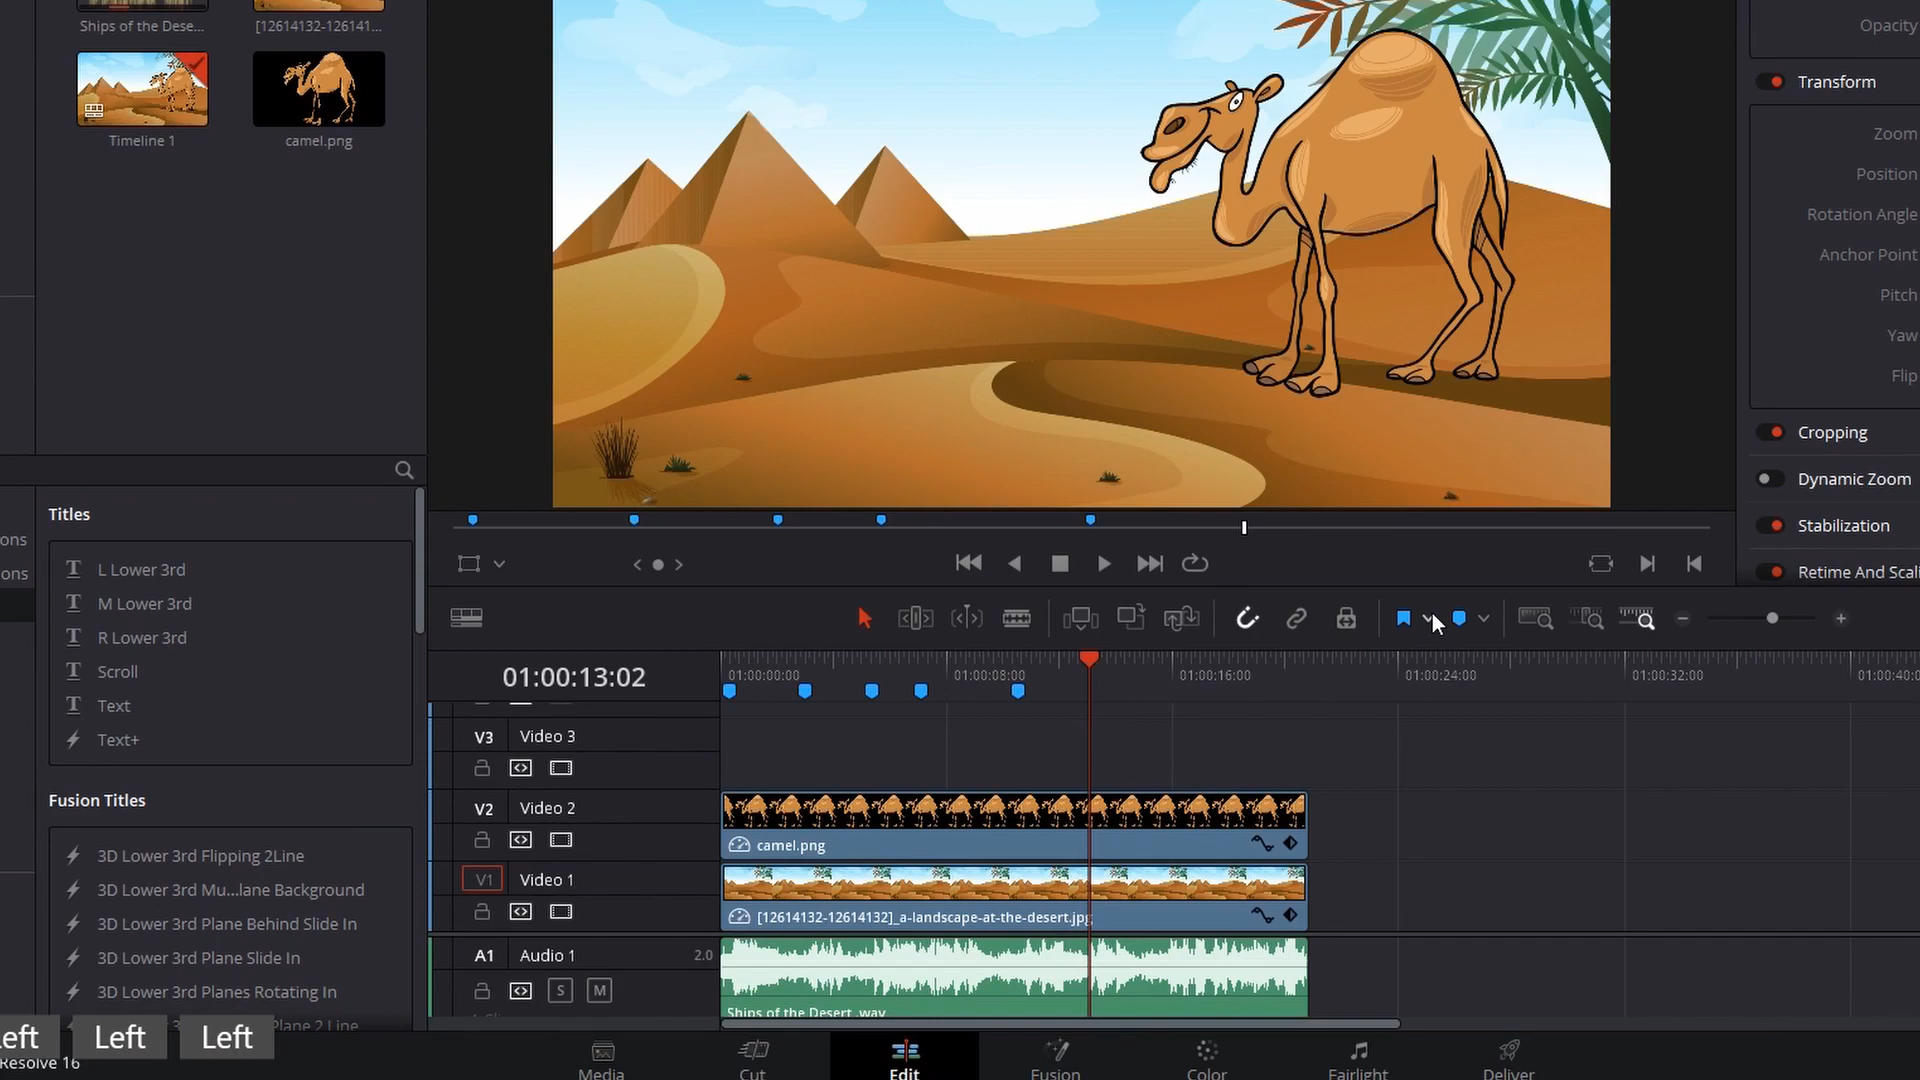 Ships of the Dese...
[12614132-126141...
Timeline 1
camel.png
Opacity
Transform
Zoom
Position
Rotation Angle
Anchor Point
Pitch
Yaw
Flip
Cropping
Dynamic Zoom
Stabilization
Retime And Scali
Titles
ons
ons
T L Lower 3rd
T M Lower 3rd
T R Lower 3rd
T Scroll
T Text
Text+
Fusion Titles
3D Lower 3rd Flipping 2Line
3D Lower 3rd Mu...lane Background
3D Lower 3rd Plane Behind Slide In
3D Lower 3rd Plane Slide In
3D Lower 3rd Planes Rotating In
Plane 2 Line
01:00:13:02
01:00:00:00
01:00:08:00
01:00:16:00
01:00:24:00
01:00:32:00
01:00:40:0
V3 Video 3
V2 Video 2
camel.png
V1 Video 1
[12614132-12614132]_a-landscape-at-the-desert.jpg
A1 Audio 1 2.0
S M
Ships of the Desert .wav
eft Left Left
Resolve 16
Media
Cut
Edit
Fusion
Color
Fairlight
Deliver